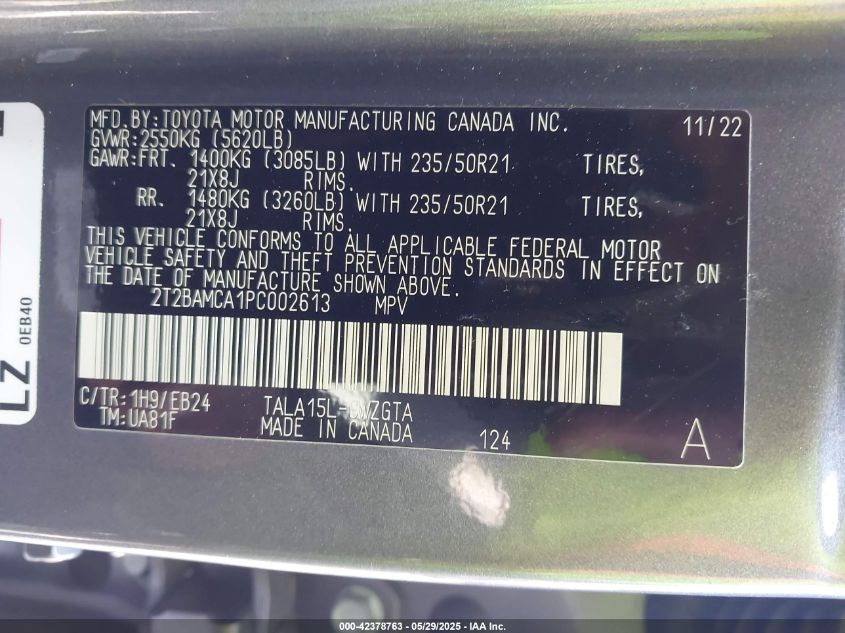 MFD.BY:TOYOTA MOTOR MANUFACTURING CANADA INC. 11/22
GVWR:2550KG (5620LB)
GAWR:FRT. 1400KG (3085LB) WITH 235/50R21 TIRES,
21X8J RIMS.
RR. 1480KG (3260LB) WITH 235/50R21 TIRES,
21X8J RIMS.
THIS VEHICLE CONFORMS TO ALL APPLICABLE FEDERAL MOTOR
VEHICLE SAFETY AND THEFT PREVENTION STANDARDS IN EFFECT ON
THE DATE OF MANUFACTURE SHOWN ABOVE.
2T2BAMCA1PC002613 MPV
C/TR:1H9/EB24
TM:UA81F
MADE IN CANADA 124 A
0EB40
LZ
000-42378763 - 05/29/2025 - IAA Inc.